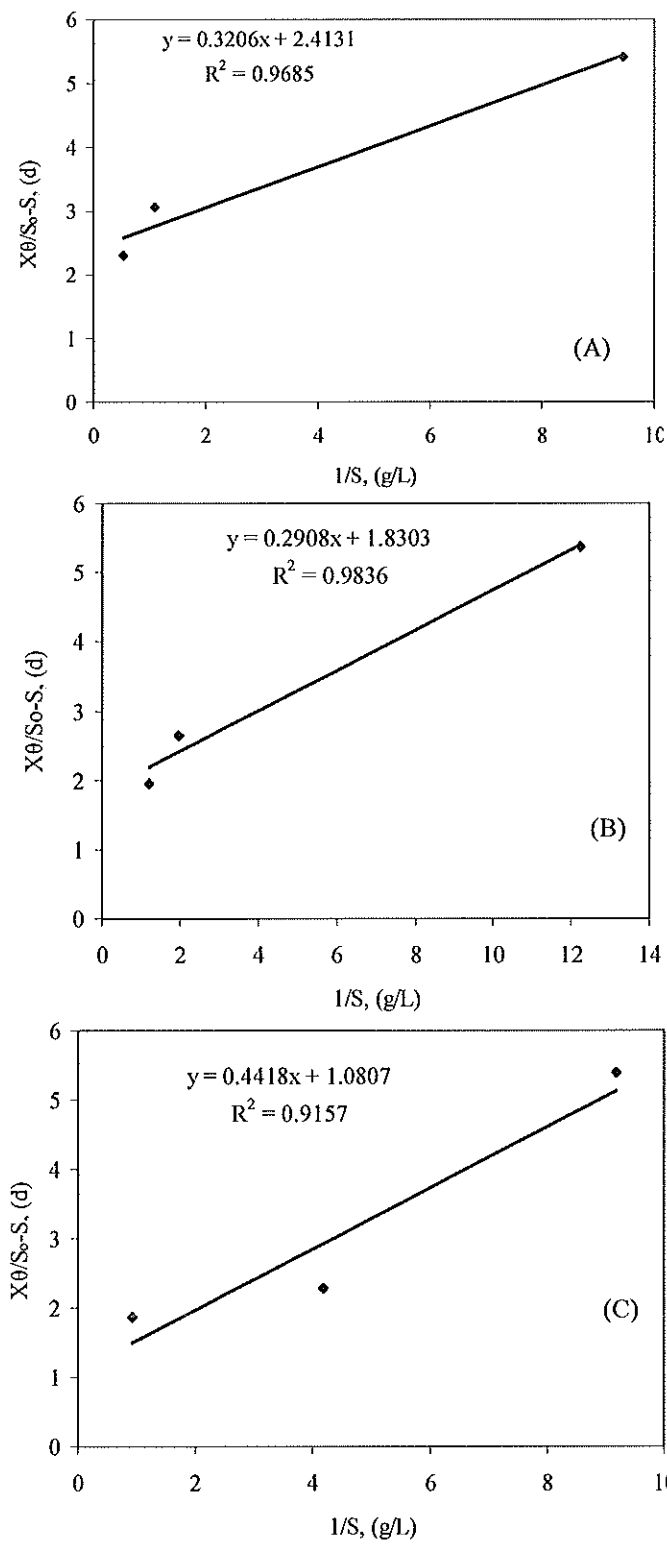 6
y = 0.3206x + 2.4131
R² = 0.9685
5
4
3
2
1
0
Xθ/Sₒ-S, (d)
(A)
0 2 4 6 8 10
1/S, (g/L)
6
y = 0.2908x + 1.8303
R² = 0.9836
5
4
3
2
1
0
Xθ/So-S, (d)
(B)
0 2 4 6 8 10 12 14
1/S, (g/L)
6
y = 0.4418x + 1.0807
R² = 0.9157
5
4
3
2
1
0
Xθ/Sₒ-S, (d)
(C)
0 2 4 6 8 1
1/S, (g/L)